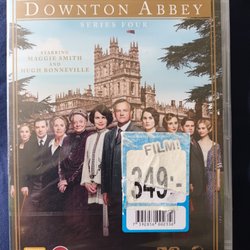 DOWNTON ABBEY
SERIES FOUR
STARRING
MAGGIE SMITH
AND
HUGH BONNEVILLE
FILM!
349:-